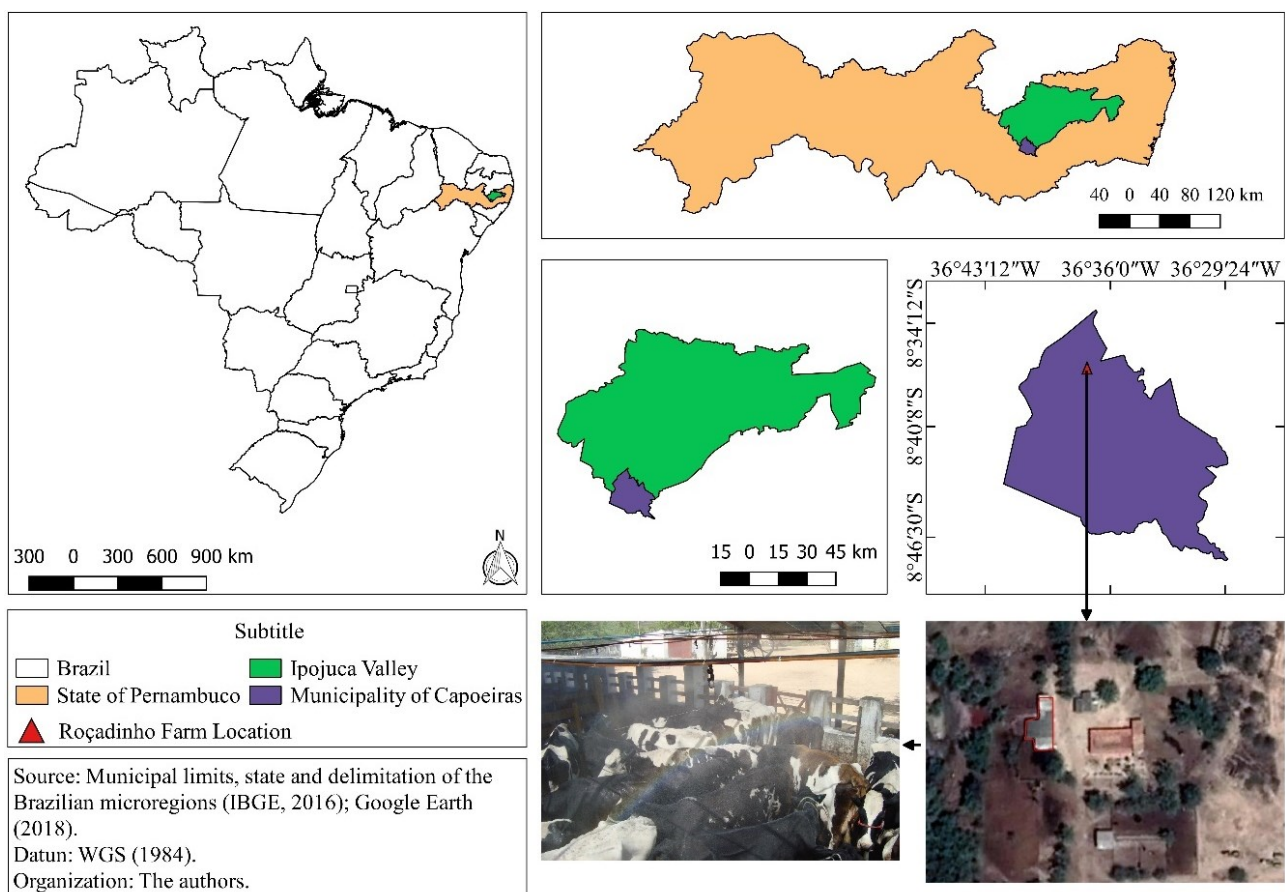 N
300 0 300 600 900 km
40 0 40 80 120 km
15 0 15 30 45 km
36°43′12″W 36°36′0″W 36°29′24″W
8°34′12″S
8°40′8″S
8°46′30″S
Subtitle
Brazil
Ipojuca Valley
State of Pernambuco
Municipality of Capoeiras
Roçadinho Farm Location
Source: Municipal limits, state and delimitation of the
Brazilian microregions (IBGE, 2016); Google Earth
(2018).
Datun: WGS (1984).
Organization: The authors.